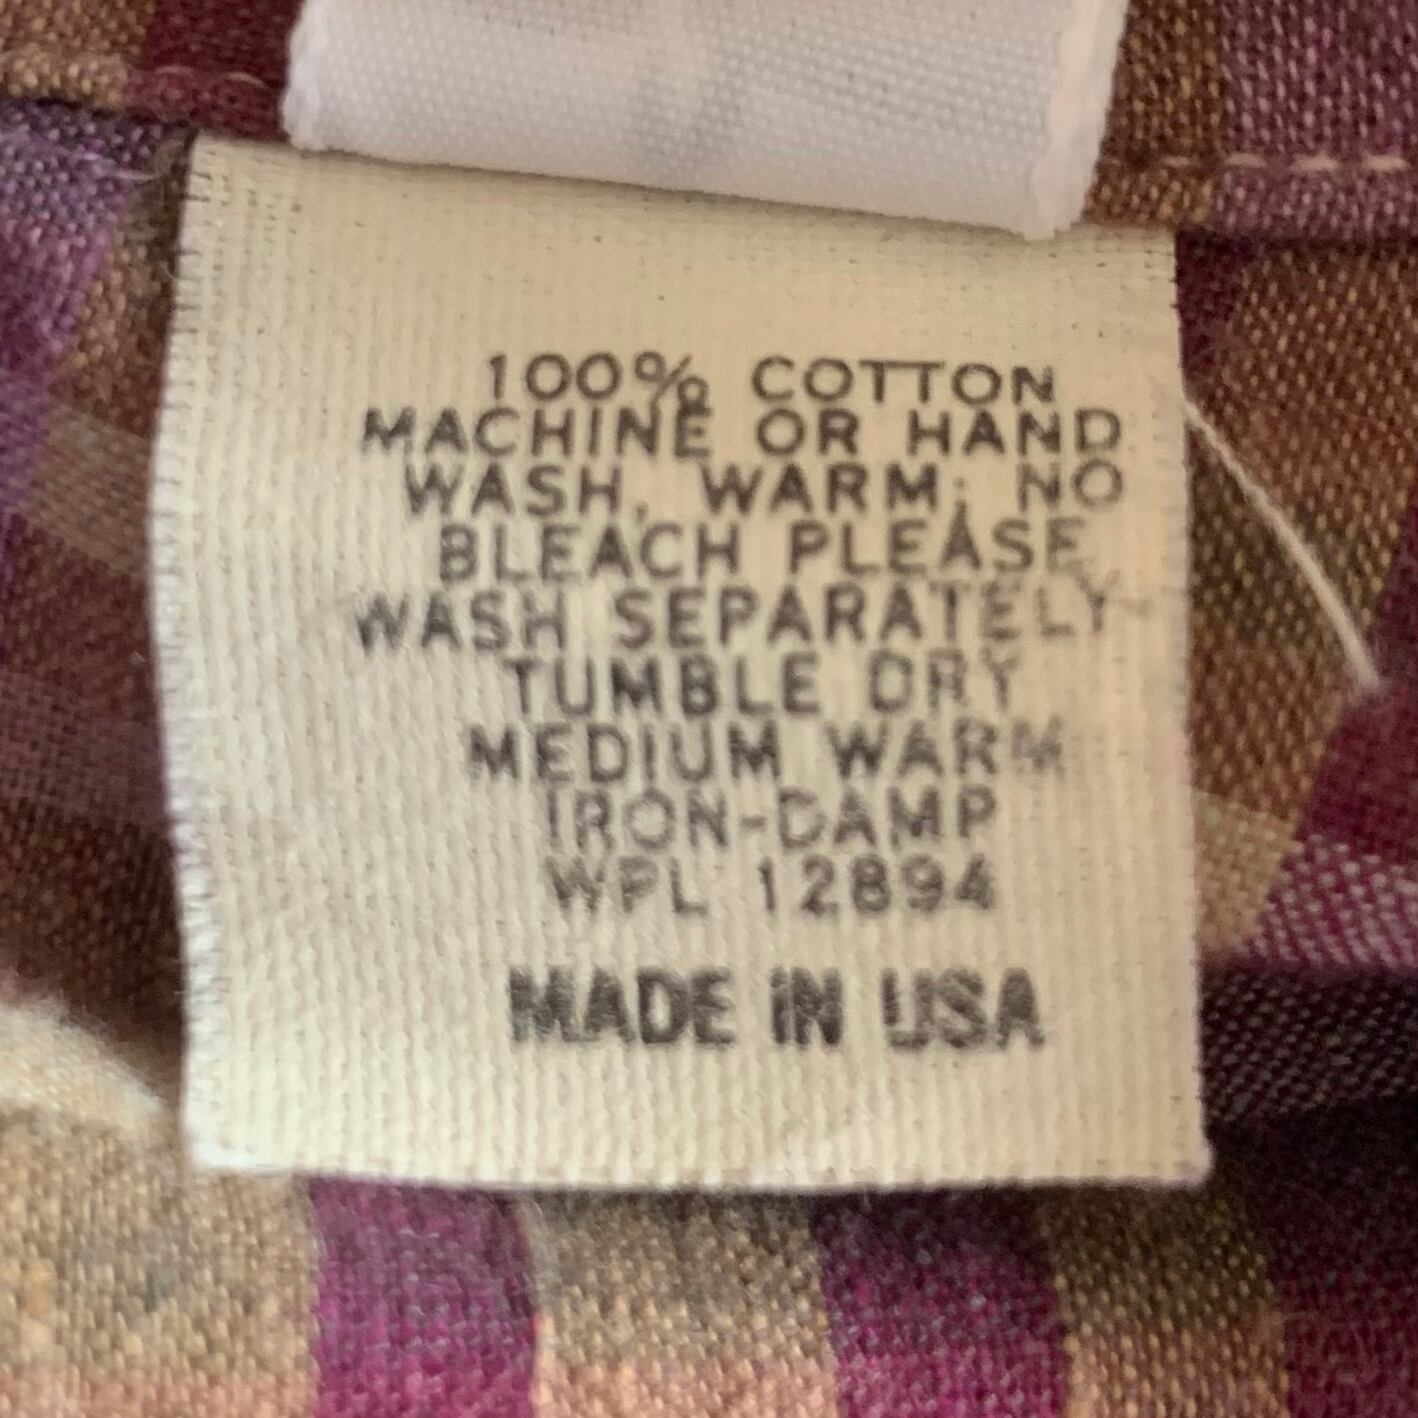 100% COTTON
MACHINE OR HAND
WASH, WARM; NO
BLEACH PLEASE
WASH SEPARATELY
TUMBLE DRY
MEDIUM WARM
IRON-DAMP
WPL 12894
MADE IN USA